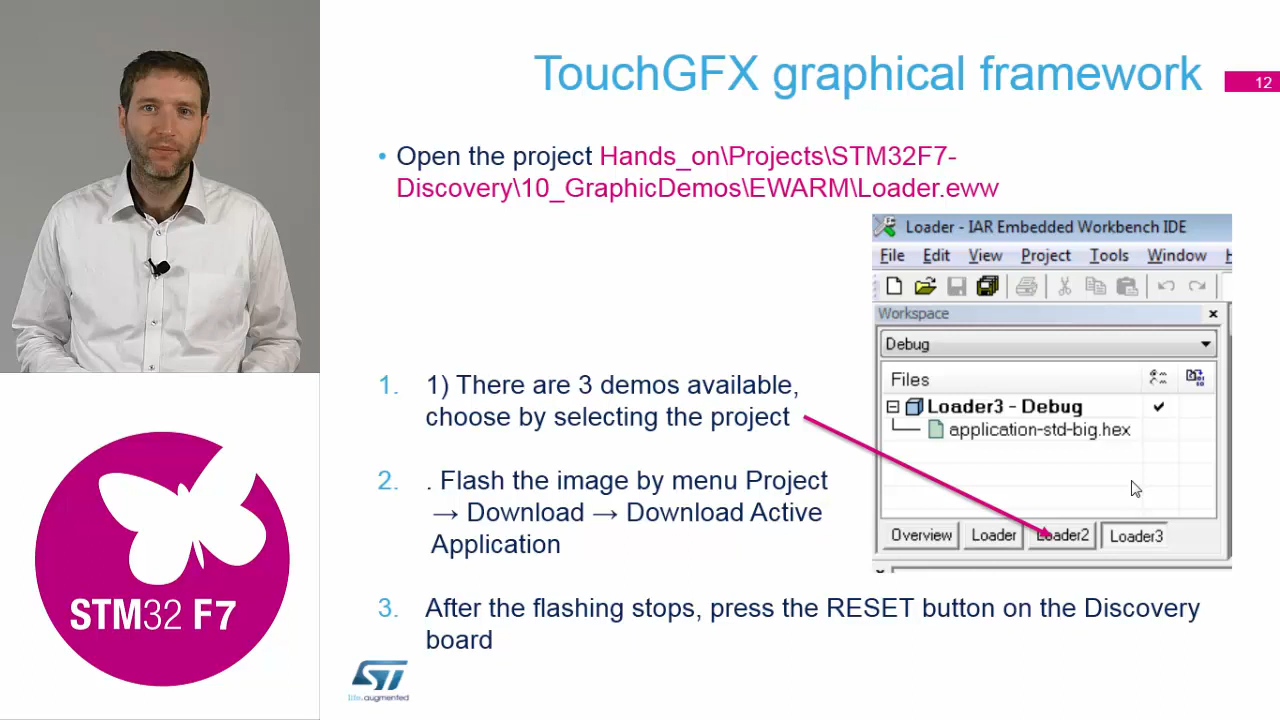 TouchGFX graphical framework
12
• Open the project Hands_on\Projects\STM32F7-
Discovery\10_GraphicDemos\EWARM\Loader.eww
Loader - IAR Embedded Workbench IDE
File Edit View Project Tools Window
Workspace
Debug
Files
Loader3 - Debug
application-std-big.hex
Overview Loader Loader2 Loader3
1. 1) There are 3 demos available,
choose by selecting the project
2. . Flash the image by menu Project
→ Download → Download Active
Application
3. After the flashing stops, press the RESET button on the Discovery
board
STM32 F7
ST
life.augmented